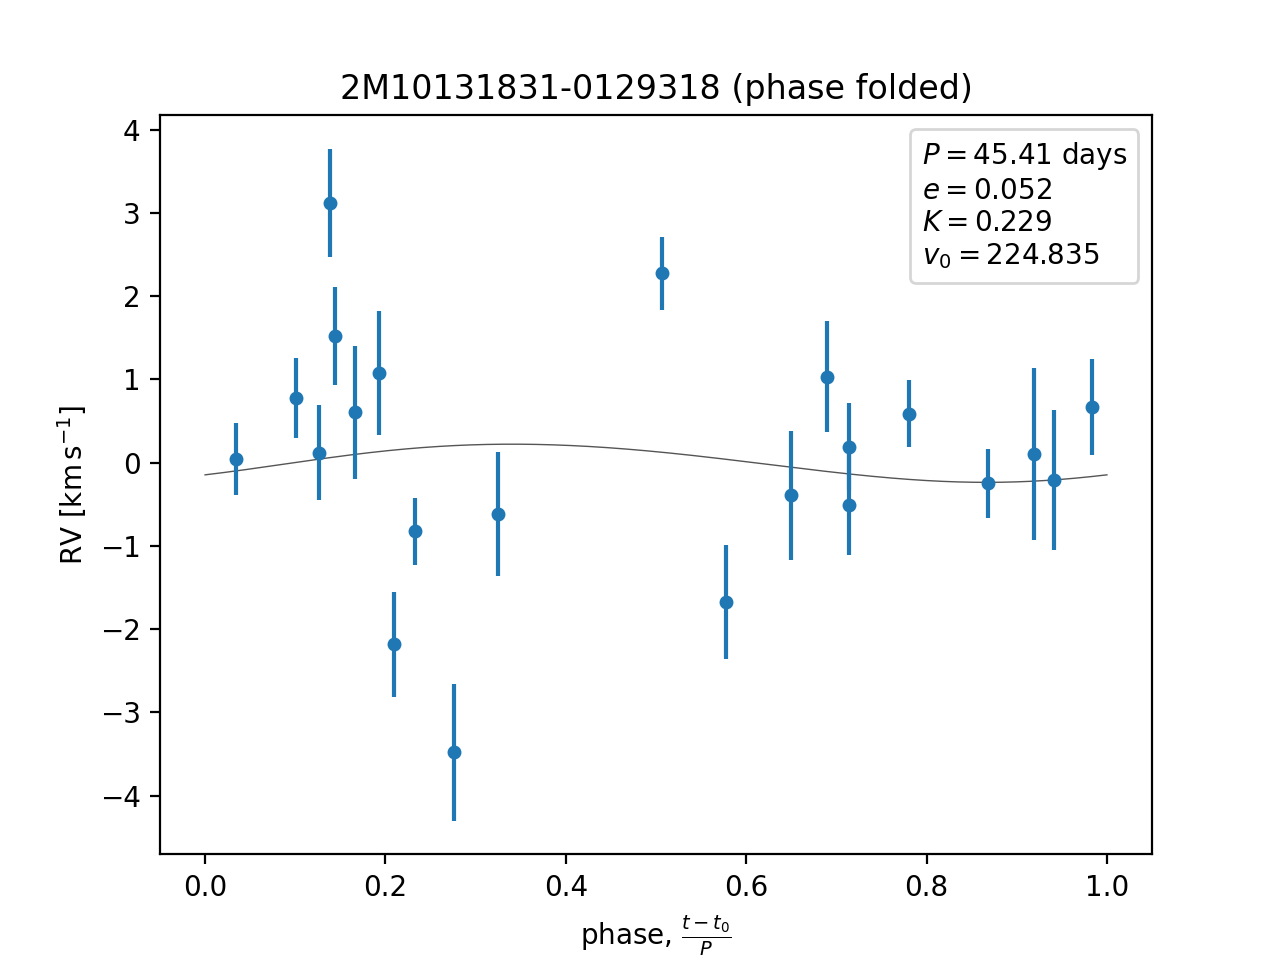 2M10131831-0129318 (phase folded)
P = 45.41 days
e = 0.052
K = 0.229
v₀ = 224.835
4
3
2
1
0
−1
−2
−3
−4
RV [km s⁻¹]
0.0 0.2 0.4 0.6 0.8 1.0
phase, (t − t₀)/P